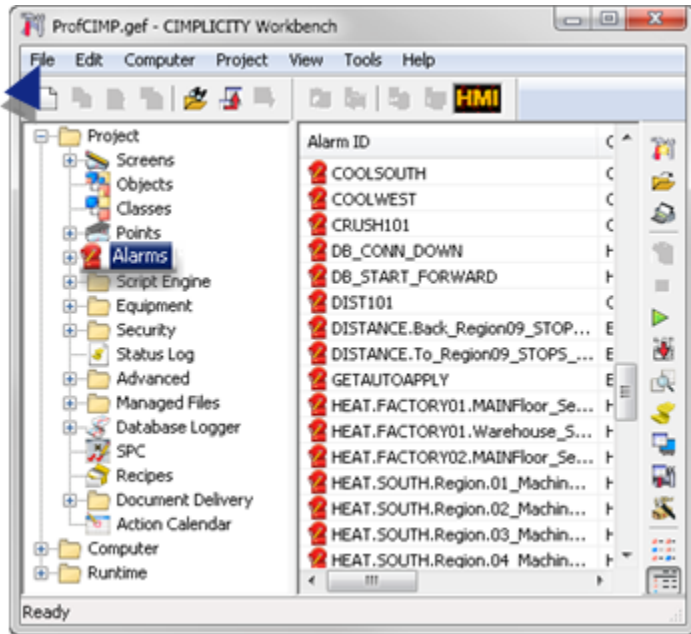 ProfCIMP.gef - CIMPLICITY Workbench
File Edit Computer Project View Tools Help
HMI
Project
Screens
Objects
Classes
Points
Alarms
Script Engine
Equipment
Security
Status Log
Advanced
Managed Files
Database Logger
SPC
Recipes
Document Delivery
Action Calendar
Computer
Runtime
Alarm ID
COOLSOUTH
COOLWEST
CRUSH101
DB_CONN_DOWN
DB_START_FORWARD
DIST101
DISTANCE.Back_Region09_STOP...
DISTANCE.To_Region09_STOPS_...
GETAUTOAPPLY
HEAT.FACTORY01.MAINFloor_Se...
HEAT.FACTORY01.Warehouse_S...
HEAT.FACTORY02.MAINFloor_Se...
HEAT.SOUTH.Region.01_Machin...
HEAT.SOUTH.Region.02_Machin...
HEAT.SOUTH.Region.03_Machin...
HEAT.SOUTH.Region.04_Machin...
Ready